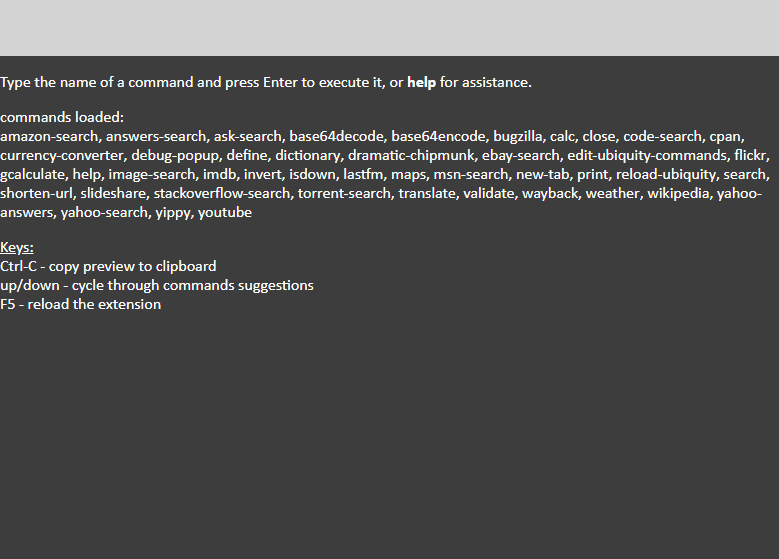 Type the name of a command and press Enter to execute it, or help for assistance.
commands loaded:
amazon-search, answers-search, ask-search, base64decode, base64encode, bugzilla, calc, close, code-search, cpan,
currency-converter, debug-popup, define, dictionary, dramatic-chipmunk, ebay-search, edit-ubiquity-commands, flickr,
gcalculate, help, image-search, imdb, invert, isdown, lastfm, maps, msn-search, new-tab, print, reload-ubiquity, search,
shorten-url, slideshare, stackoverflow-search, torrent-search, translate, validate, wayback, weather, wikipedia, yahoo-
answers, yahoo-search, yippy, youtube
Keys:
Ctrl-C - copy preview to clipboard
up/down - cycle through commands suggestions
F5 - reload the extension